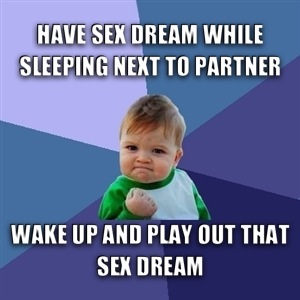 HAVE SEX DREAM WHILE
SLEEPING NEXT TO PARTNER
WAKE UP AND PLAY OUT THAT
SEX DREAM